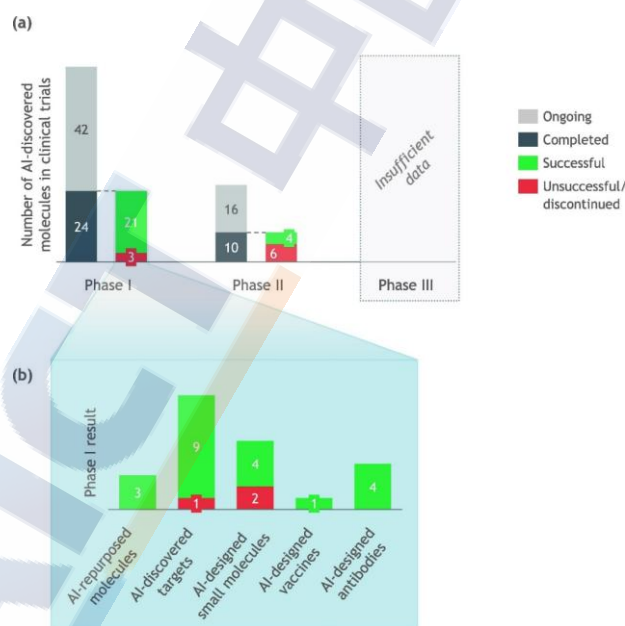 (a)
Number of AI-discovered
molecules in clinical trials
42
24
21
3
16
10
4
6
Insufficient
data
Phase I
Phase II
Phase III
Ongoing
Completed
Successful
Unsuccessful/
discontinued
(b)
Phase I result
3
9
1
4
2
1
4
AI-repurposed
molecules
AI-discovered
targets
AI-designed
small molecules
AI-designed
vaccines
AI-designed
antibodies